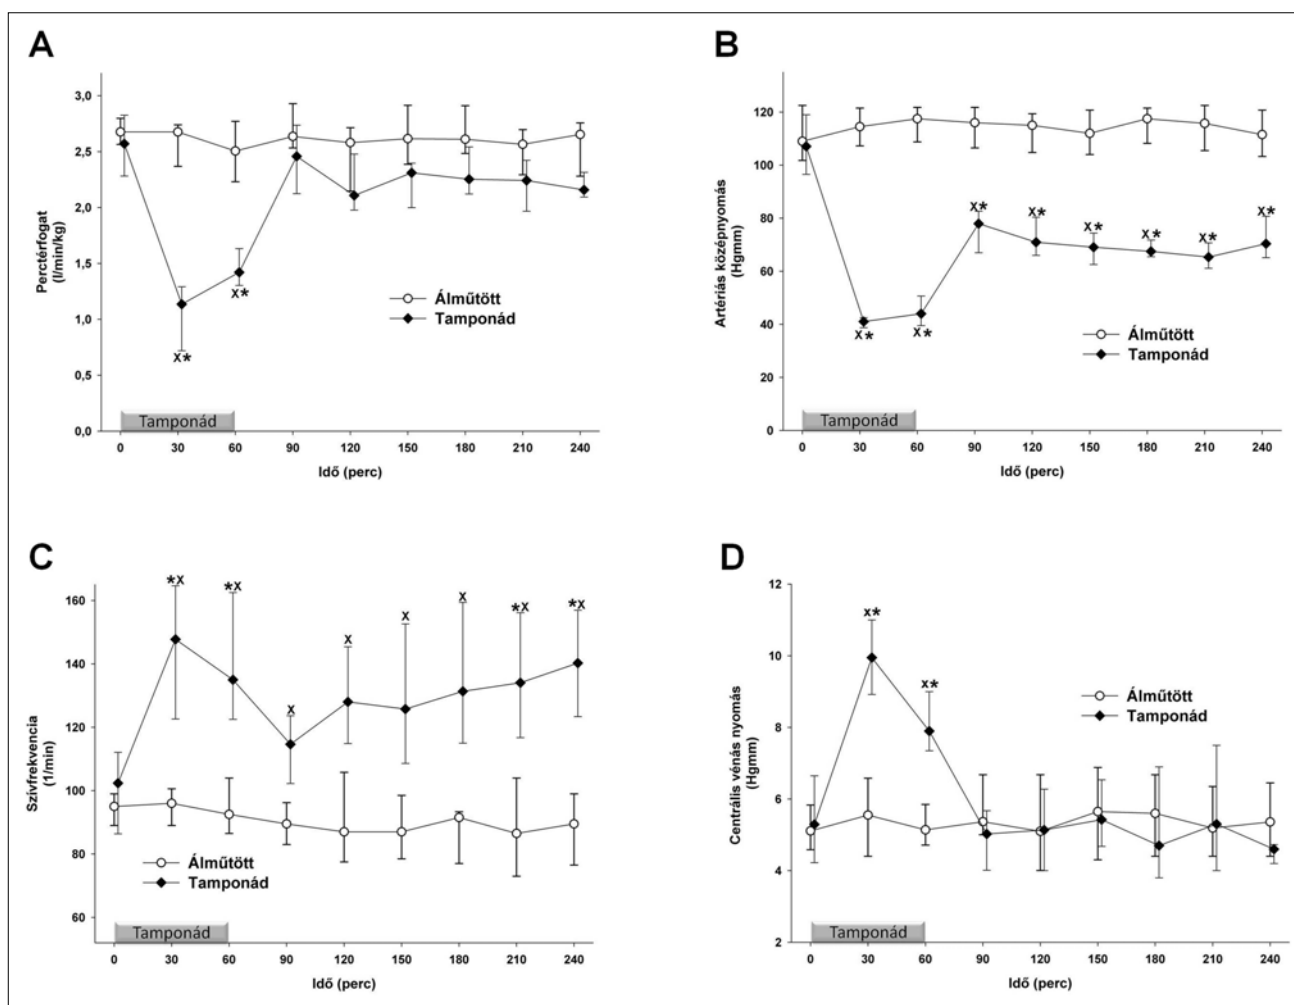 A
3,0
2,5
2,0
1,5
1,0
0,5
0,0
Perctérfogat
(l/min/kg)
x*
x*
Álműtött
Tamponád
Tamponád
0 30 60 90 120 150 180 210 240
Idő (perc)
B
120
100
80
60
40
20
0
Artériás középnyomás
(Hgmm)
x*
x*
x*
x*
x*
x*
x*
x*
Álműtött
Tamponád
Tamponád
0 30 60 90 120 150 180 210 240
Idő (perc)
C
160
140
120
100
80
60
Szívfrekvencia
(1/min)
*x
*x
x
x
x
x
*x
*x
Álműtött
Tamponád
Tamponád
0 30 60 90 120 150 180 210 240
Idő (perc)
D
12
10
8
6
4
2
Centrális vénás nyomás
(Hgmm)
x*
x*
Álműtött
Tamponád
Tamponád
0 30 60 90 120 150 180 210 240
Idő (perc)